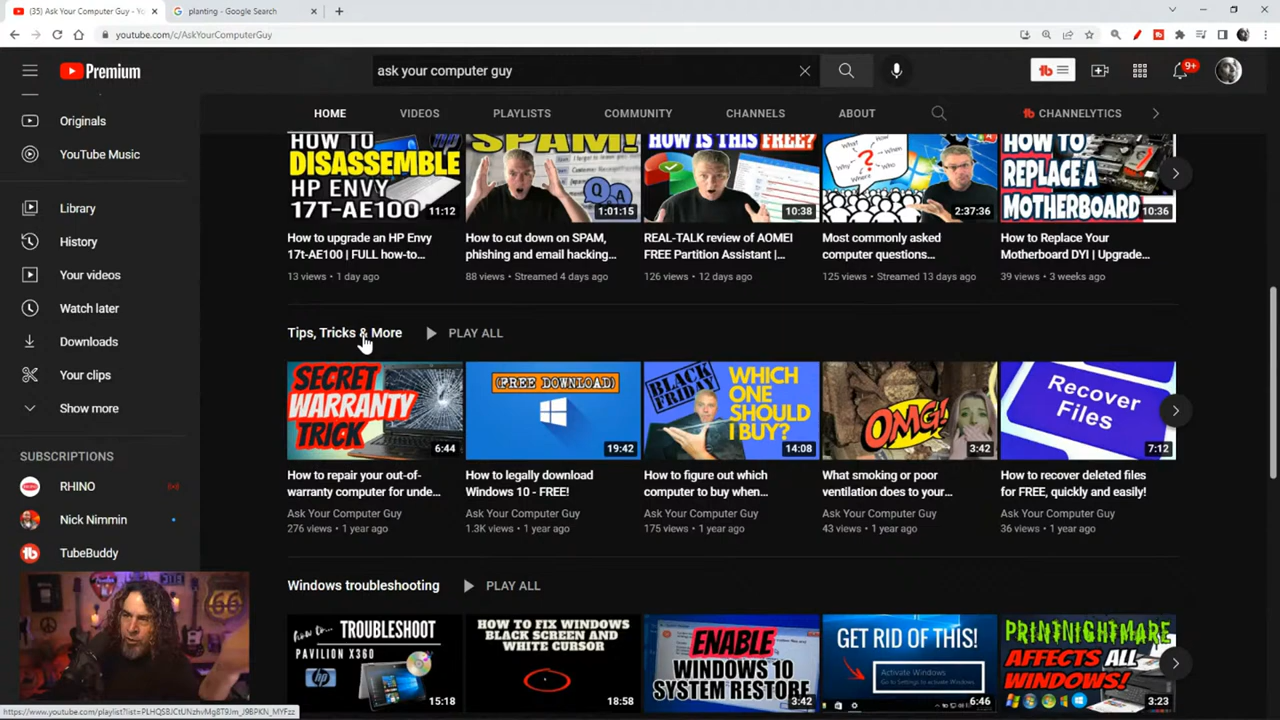 (35) Ask Your Computer Guy - Yo
planting - Google Search
youtube.com/c/AskYourComputerGuy
Premium
ask your computer guy
9+
HOME
VIDEOS
PLAYLISTS
COMMUNITY
CHANNELS
ABOUT
CHANNELYTICS
Originals
YouTube Music
Library
History
Your videos
Watch later
Downloads
Your clips
Show more
SUBSCRIPTIONS
RHINO
Nick Nimmin
TubeBuddy
HOW TO
DISASSEMBLE
HP ENVY
17T-AE100
11:12
SPAM!
Q
A
1:01:15
HOW IS THIS FREE?
10:38
What?
Why?
2:37:36
HOW TO
REPLACE A
MOTHERBOARD
10:36
How to upgrade an HP Envy
17t-AE100 | FULL how-to...
13 views • 1 day ago
How to cut down on SPAM,
phishing and email hacking...
88 views • Streamed 4 days ago
REAL-TALK review of AOMEI
FREE Partition Assistant |...
126 views • 12 days ago
Most commonly asked
computer questions...
125 views • Streamed 13 days ago
How to Replace Your
Motherboard DYI | Upgrade...
39 views • 3 weeks ago
Tips, Tricks & More
PLAY ALL
SECRET
WARRANTY
TRICK
6:44
(FREE DOWNLOAD)
19:42
BLACK
FRIDAY
WHICH
ONE
SHOULD
I BUY?
14:08
OMG!
3:42
Recover
Files
7:12
How to repair your out-of-
warranty computer for unde...
Ask Your Computer Guy
276 views • 1 year ago
How to legally download
Windows 10 - FREE!
Ask Your Computer Guy
1.3K views • 1 year ago
How to figure out which
computer to buy when...
Ask Your Computer Guy
175 views • 1 year ago
What smoking or poor
ventilation does to your...
Ask Your Computer Guy
43 views • 1 year ago
How to recover deleted files
for FREE, quickly and easily!
Ask Your Computer Guy
36 views • 1 year ago
Windows troubleshooting
PLAY ALL
how to...
TROUBLESHOOT
PAVILION X360
hp
15:18
HOW TO FIX WINDOWS
BLACK SCREEN AND
WHITE CURSOR
18:58
ENABLE
WINDOWS 10
SYSTEM RESTORE
3:42
GET RID OF THIS!
Activate Windows
Go to Settings to activate Windows.
6:46
PRINTNIGHTMARE
AFFECTS ALL
WINDOWS!
3:23
66